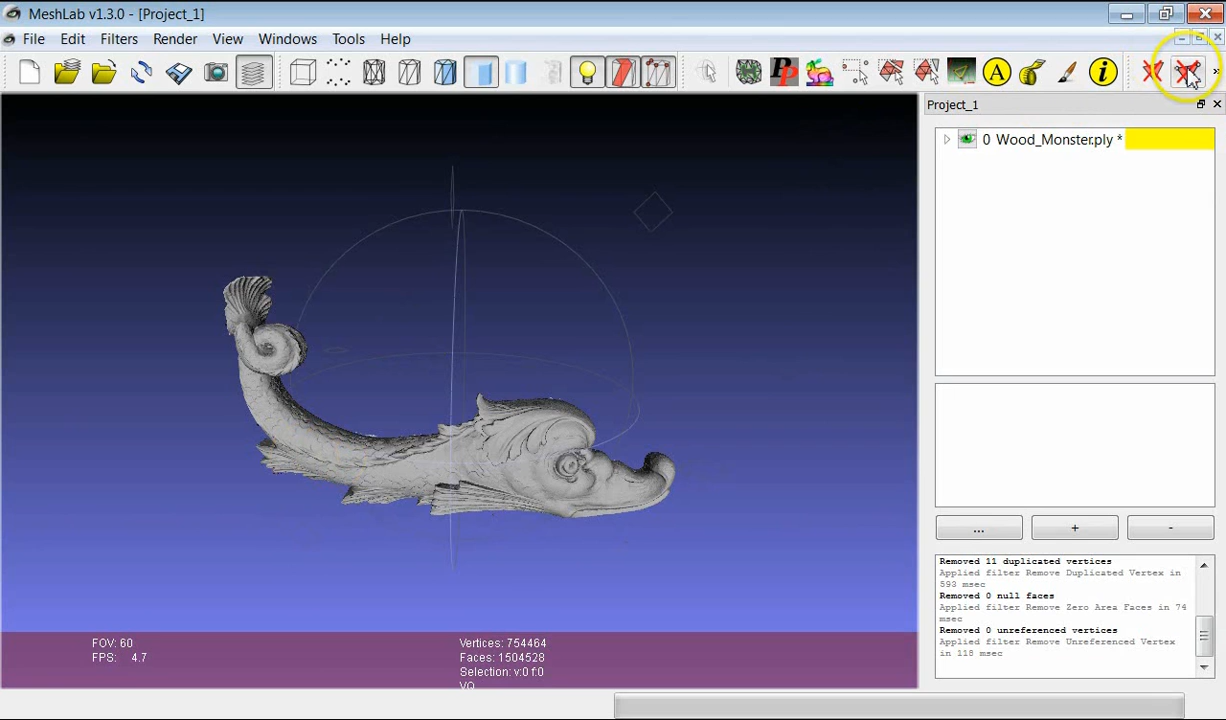 MeshLab v1.3.0 - [Project_1]
File Edit Filters Render View Windows Tools Help
A
i
»
Project_1
0 Wood_Monster.ply *
... + -
Removed 11 duplicated vertices
Applied filter Remove Duplicated Vertex in
593 msec
Removed 0 null faces
Applied filter Remove Zero Area Faces in 74
msec
Removed 0 unreferenced vertices
Applied filter Remove Unreferenced Vertex
in 118 msec
FOV: 60
FPS: 4.7
Vertices: 754464
Faces: 1504528
Selection: v:0 f:0
VQ